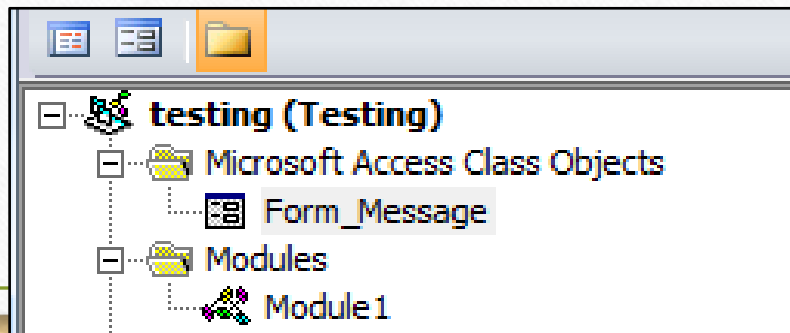 testing (Testing)
Microsoft Access Class Objects
Form_Message
Modules
Module1